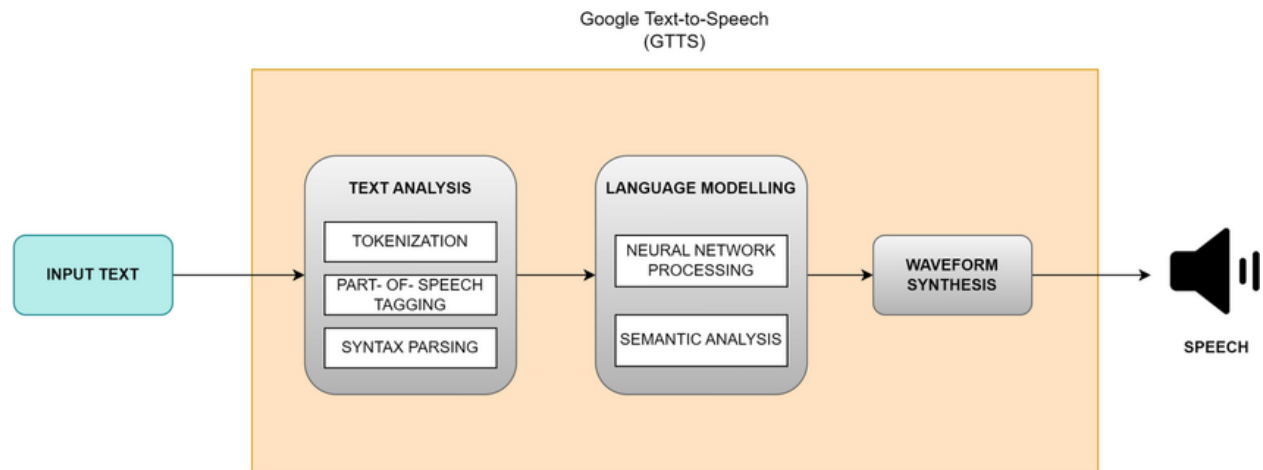 Google Text-to-Speech
(GTTS)
INPUT TEXT
TEXT ANALYSIS
TOKENIZATION
PART- OF- SPEECH
TAGGING
SYNTAX PARSING
LANGUAGE MODELLING
NEURAL NETWORK
PROCESSING
SEMANTIC ANALYSIS
WAVEFORM
SYNTHESIS
SPEECH